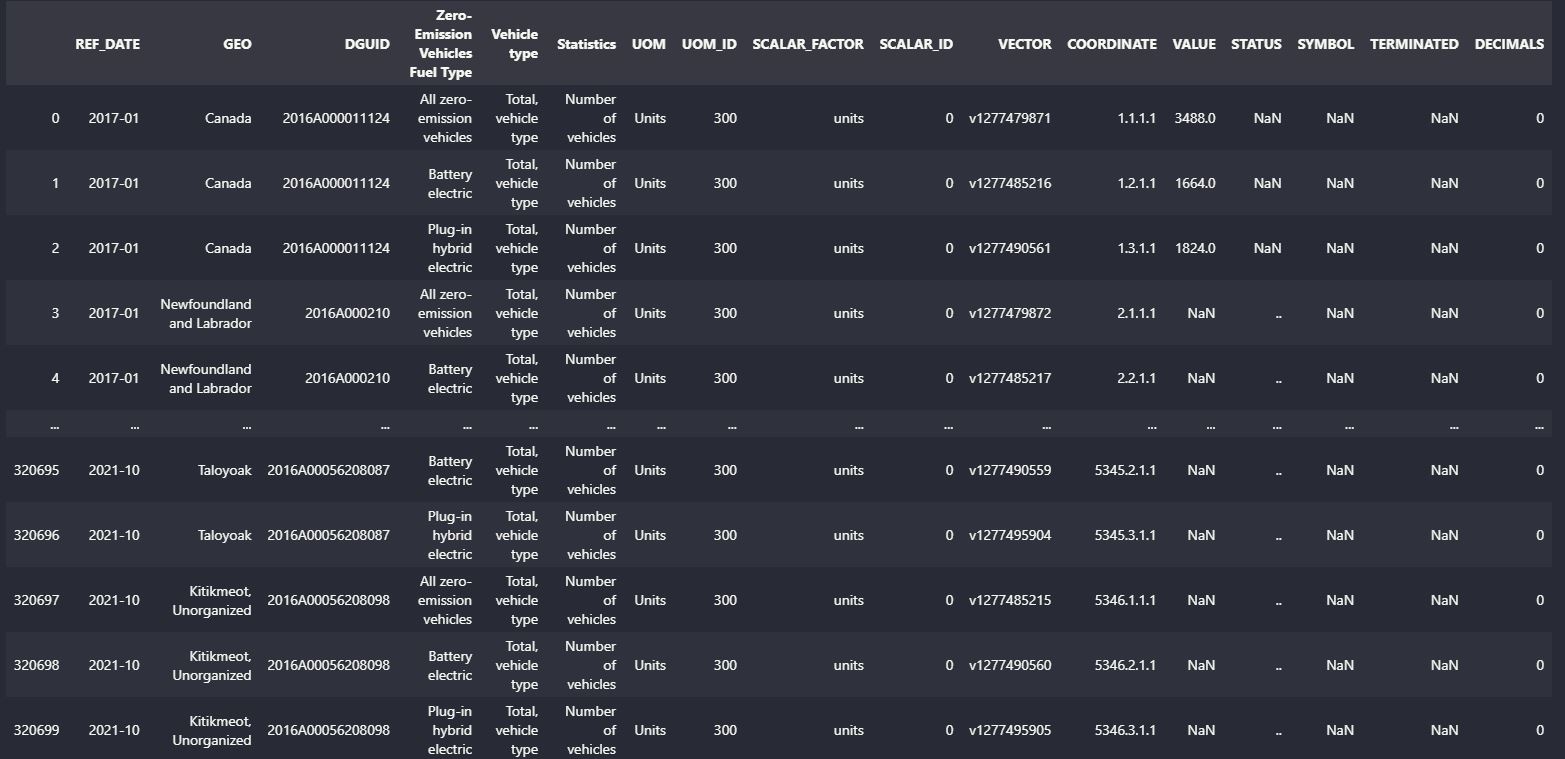 REF_DATE GEO DGUID Zero-Emission Vehicles Fuel Type Vehicle type Statistics UOM UOM_ID SCALAR_FACTOR SCALAR_ID VECTOR COORDINATE VALUE STATUS SYMBOL TERMINATED DECIMALS
0 2017-01 Canada 2016A000011124 All zero-emission vehicles Total, vehicle type Number of vehicles Units 300 units 0 v1277479871 1.1.1.1 3488.0 NaN NaN NaN 0
1 2017-01 Canada 2016A000011124 Battery electric Total, vehicle type Number of vehicles Units 300 units 0 v1277485216 1.2.1.1 1664.0 NaN NaN NaN 0
2 2017-01 Canada 2016A000011124 Plug-in hybrid electric Total, vehicle type Number of vehicles Units 300 units 0 v1277490561 1.3.1.1 1824.0 NaN NaN NaN 0
3 2017-01 Newfoundland and Labrador 2016A000210 All zero-emission vehicles Total, vehicle type Number of vehicles Units 300 units 0 v1277479872 2.1.1.1 NaN .. NaN NaN 0
4 2017-01 Newfoundland and Labrador 2016A000210 Battery electric Total, vehicle type Number of vehicles Units 300 units 0 v1277485217 2.2.1.1 NaN .. NaN NaN 0
... ... ... ... ... ... ... ... ... ... ... ... ... ... ... ... ... ...
320695 2021-10 Taloyoak 2016A00056208087 Battery electric Total, vehicle type Number of vehicles Units 300 units 0 v1277490559 5345.2.1.1 NaN .. NaN NaN 0
320696 2021-10 Taloyoak 2016A00056208087 Plug-in hybrid electric Total, vehicle type Number of vehicles Units 300 units 0 v1277495904 5345.3.1.1 NaN .. NaN NaN 0
320697 2021-10 Kitikmeot, Unorganized 2016A00056208098 All zero-emission vehicles Total, vehicle type Number of vehicles Units 300 units 0 v1277485215 5346.1.1.1 NaN .. NaN NaN 0
320698 2021-10 Kitikmeot, Unorganized 2016A00056208098 Battery electric Total, vehicle type Number of vehicles Units 300 units 0 v1277490560 5346.2.1.1 NaN .. NaN NaN 0
320699 2021-10 Kitikmeot, Unorganized 2016A00056208098 Plug-in hybrid electric Total, vehicle type Number of vehicles Units 300 units 0 v1277495905 5346.3.1.1 NaN .. NaN NaN 0